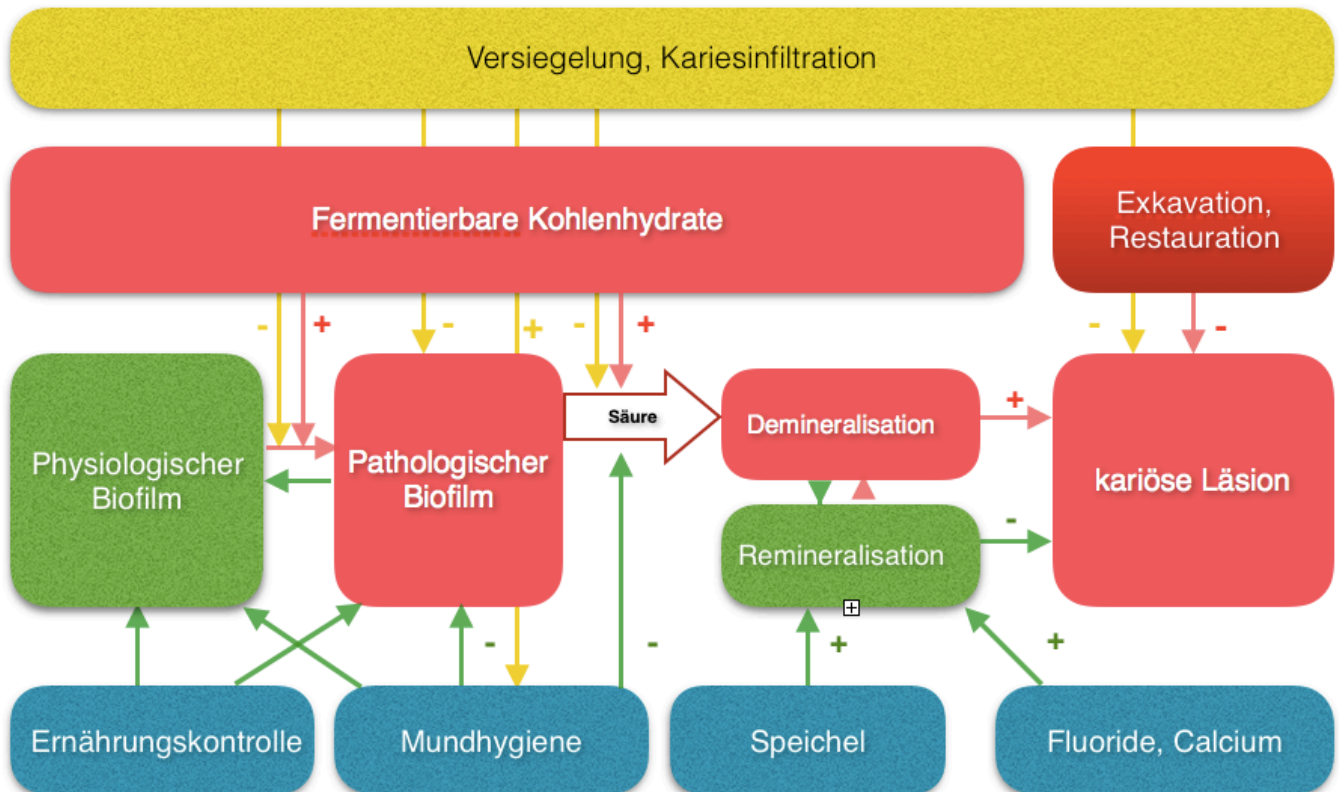 Versiegelung, Kariesinfiltration
Fermentierbare Kohlenhydrate
Exkavation,
Restauration
- + - + - + - -
Physiologischer
Biofilm
Pathologischer
Biofilm
Säure
Demineralisation
+
kariöse Läsion
Remineralisation
-
- - + +
Ernährungskontrolle
Mundhygiene
Speichel
Fluoride, Calcium